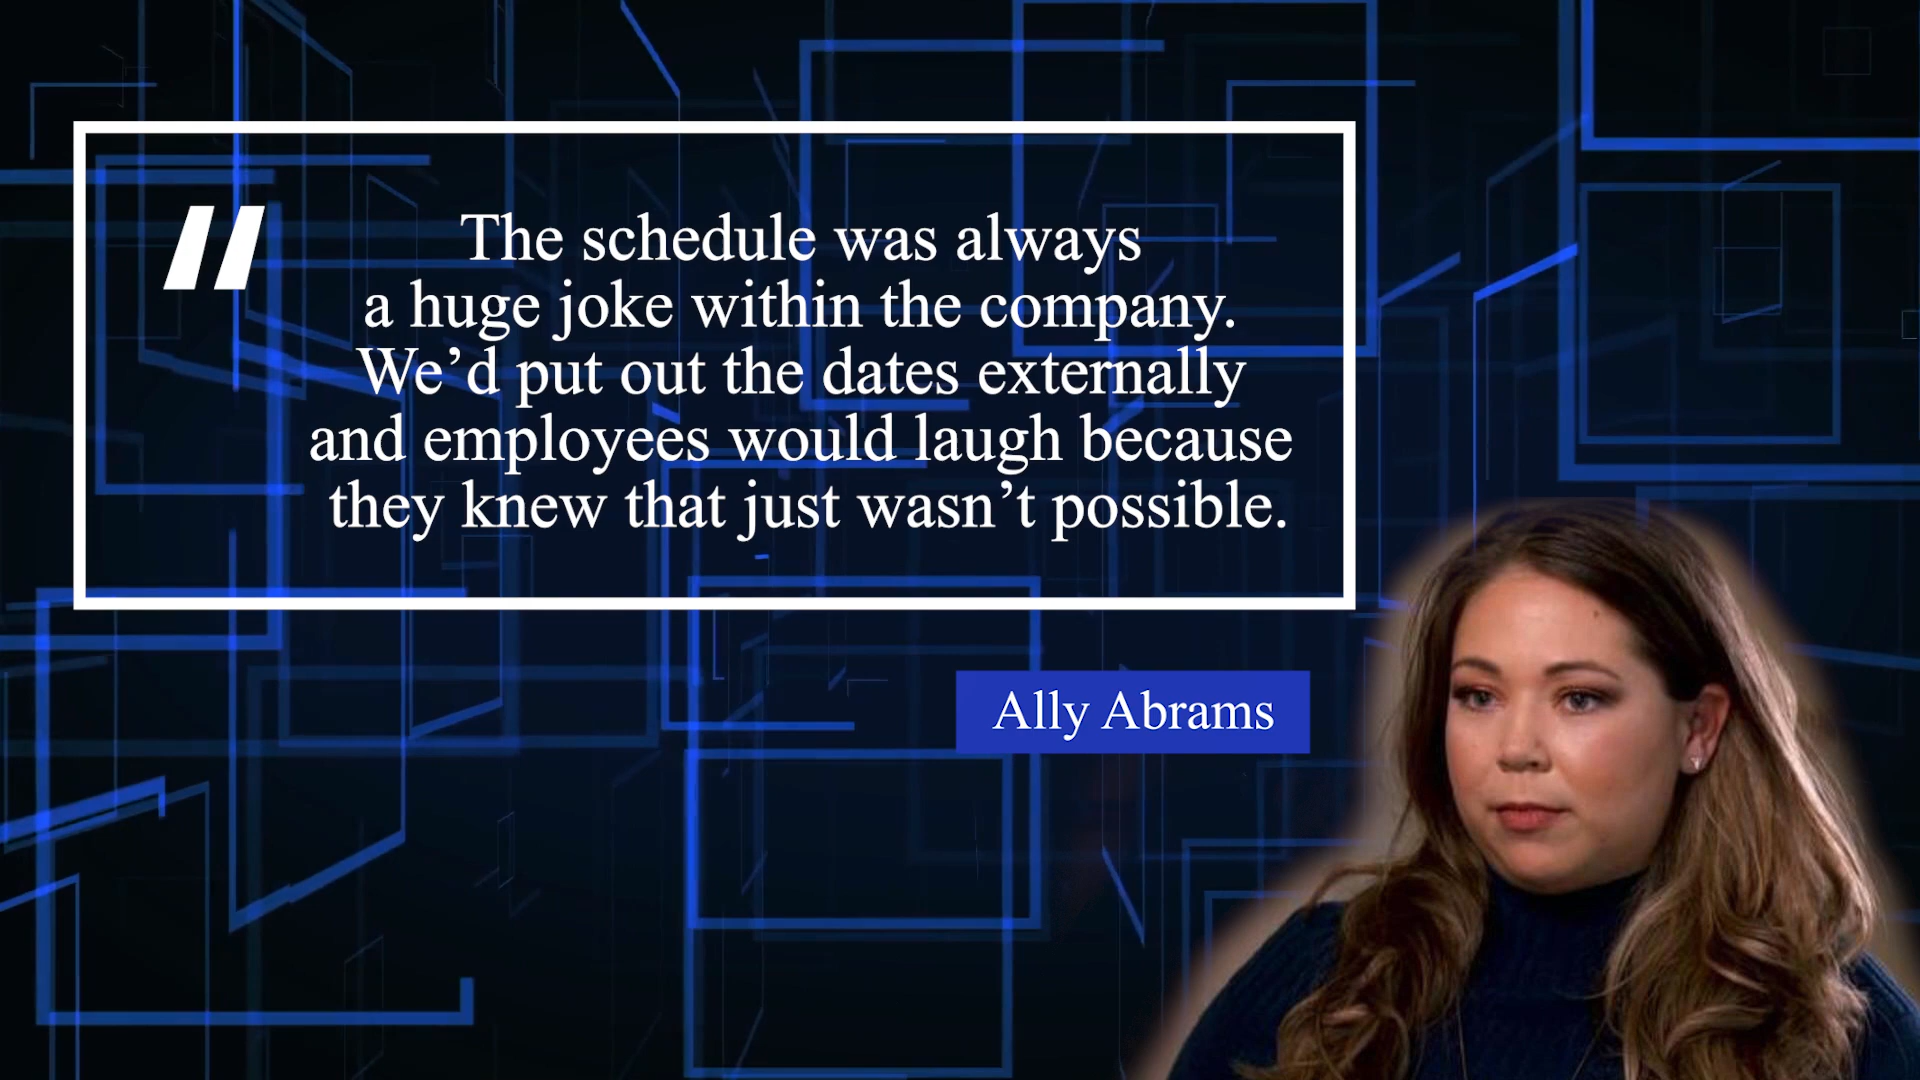 "
The schedule was always
a huge joke within the company.
We’d put out the dates externally
and employees would laugh because
they knew that just wasn’t possible.
Ally Abrams